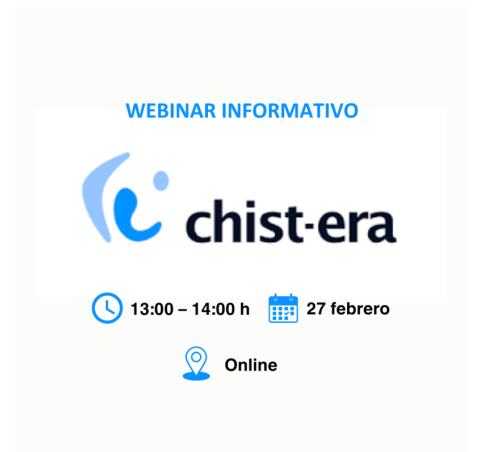 WEBINAR INFORMATIVO
chist-era
13:00 – 14:00 h
27 febrero
Online